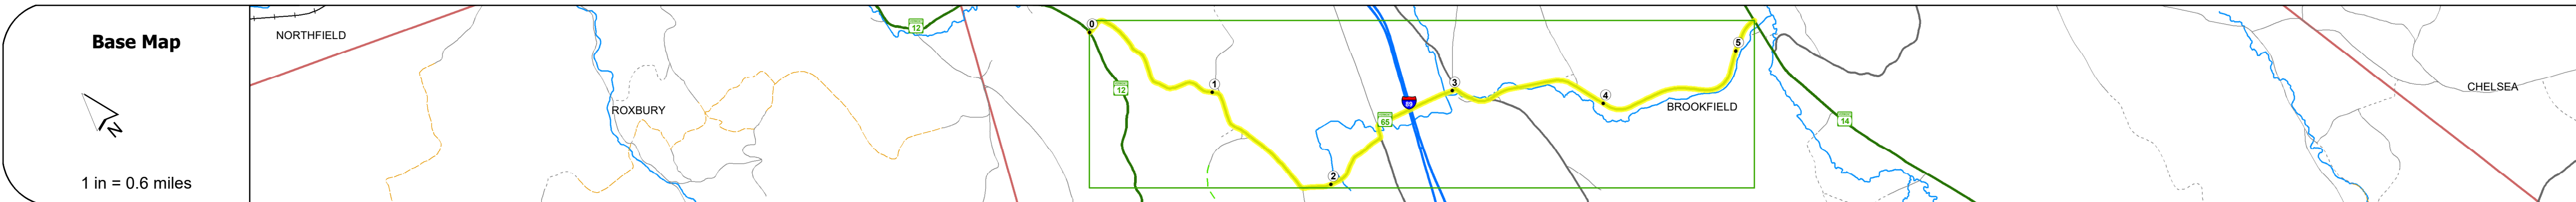 Base Map
N
1 in = 0.6 miles
NORTHFIELD
ROXBURY
12
0
12
1
2
65
89
3
4
BROOKFIELD
5
14
CHELSEA